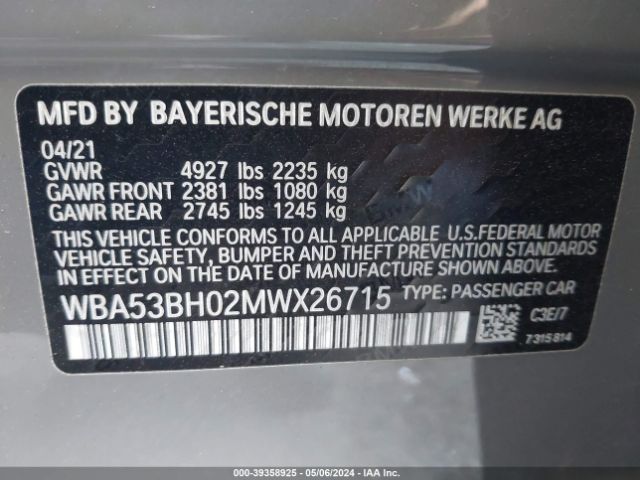 MFD BY BAYERISCHE MOTOREN WERKE AG
04/21
GVWR 4927 lbs 2235 kg
GAWR FRONT 2381 lbs 1080 kg
GAWR REAR 2745 lbs 1245 kg
THIS VEHICLE CONFORMS TO ALL APPLICABLE U.S.FEDERAL MOTOR
VEHICLE SAFETY, BUMPER AND THEFT PREVENTION STANDARDS
IN EFFECT ON THE DATE OF MANUFACTURE SHOWN ABOVE.
WBA53BH02MWX26715 TYPE: PASSENGER CAR
C3E/7
7315814
000-39358925 | 05/06/2024 - IAA Inc.